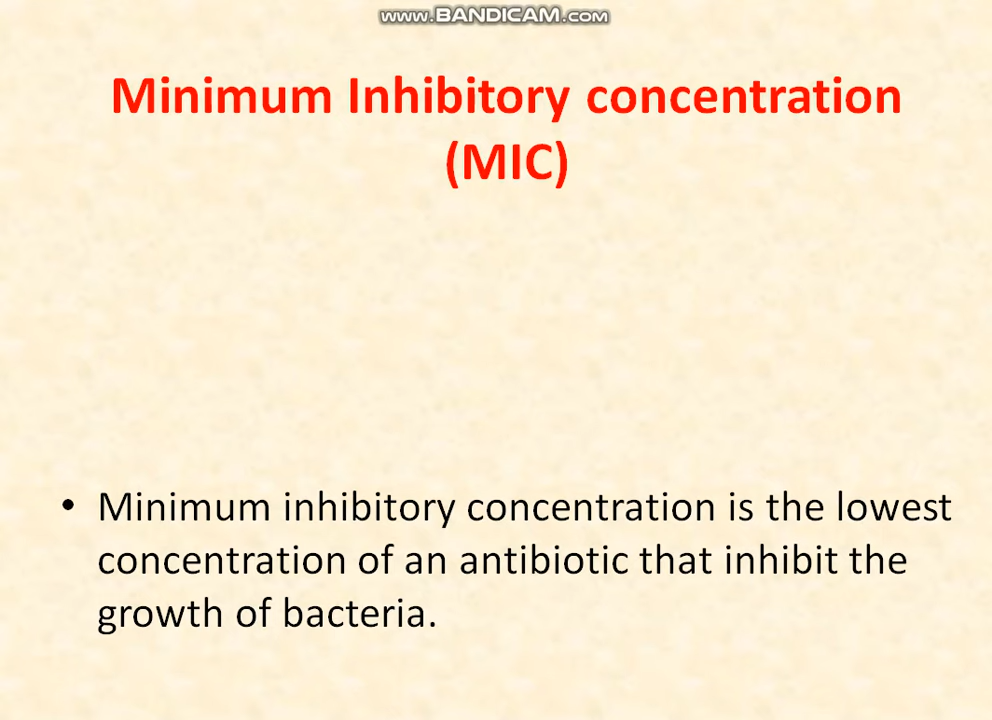 www.BANDICAM.com
Minimum Inhibitory concentration
(MIC)
• Minimum inhibitory concentration is the lowest
concentration of an antibiotic that inhibit the
growth of bacteria.